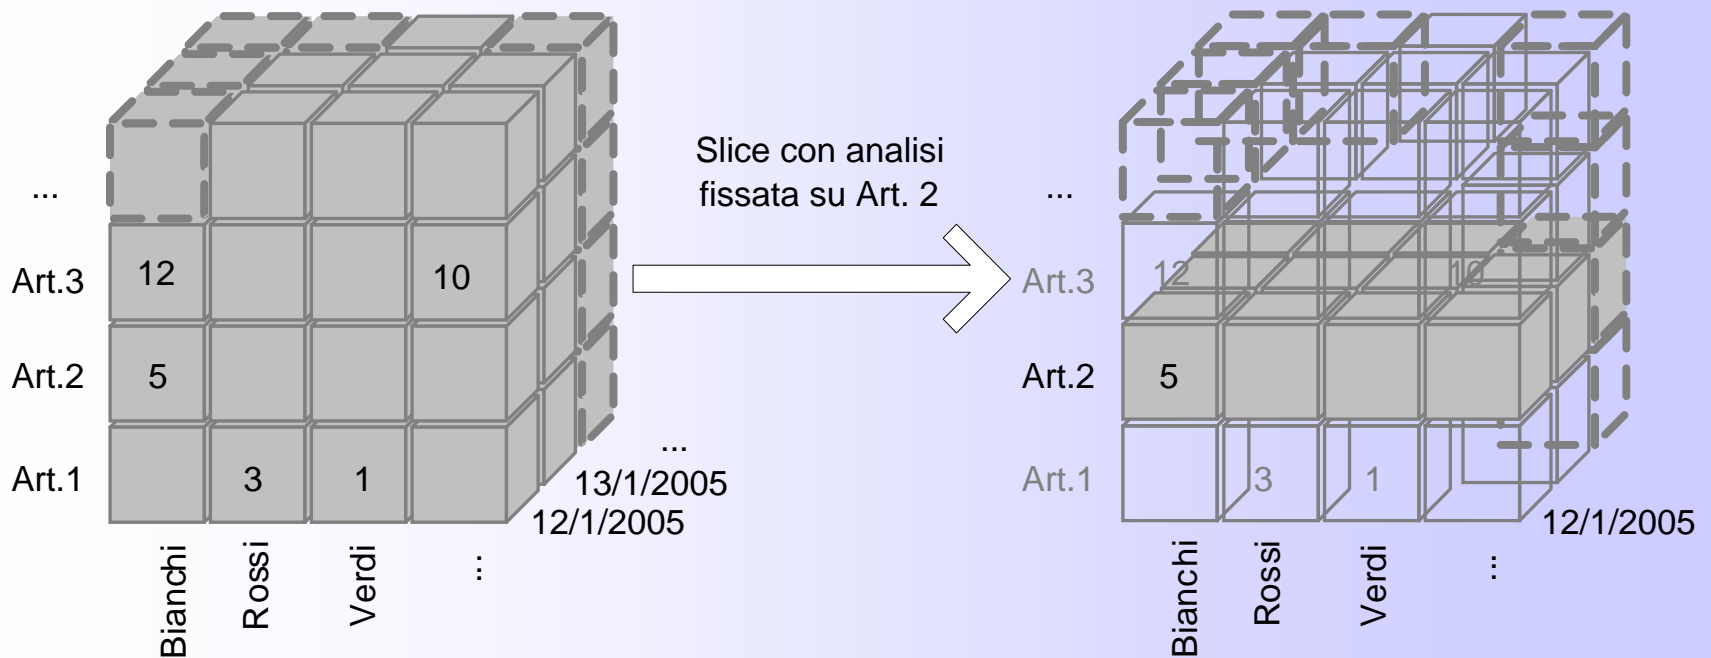 Slice con analisi
fissata su Art. 2
...
Art.3
12
10
Art.2
5
Art.1
3
1
...
13/1/2005
12/1/2005
Bianchi
Rossi
Verdi
...
...
Art.3
12
10
Art.2
5
Art.1
3
1
12/1/2005
Bianchi
Rossi
Verdi
...